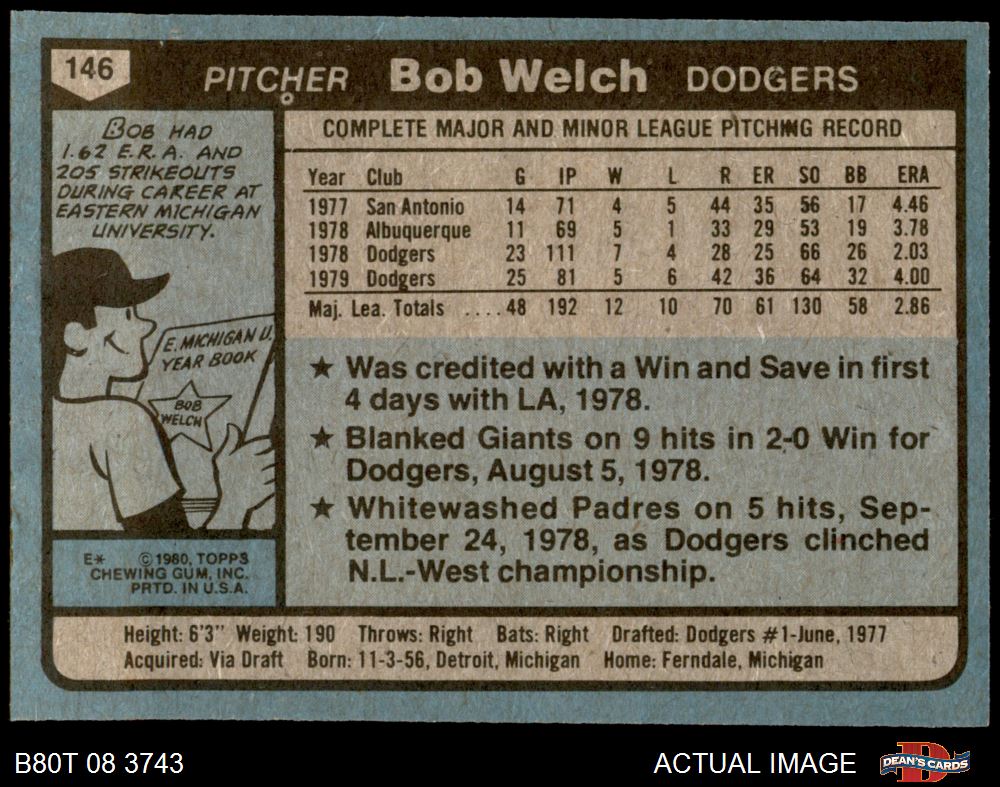 146
PITCHER Bob Welch DODGERS
BOB HAD
1.62 E.R.A. AND
205 STRIKEOUTS
DURING CAREER AT
EASTERN MICHIGAN
UNIVERSITY.
E. MICHIGAN U.
YEAR BOOK
BOB
WELCH
E* © 1980, TOPPS
CHEWING GUM, INC.
PRTD. IN U.S.A.
COMPLETE MAJOR AND MINOR LEAGUE PITCHING RECORD
Year Club G IP W L R ER SO BB ERA
1977 San Antonio 14 71 4 5 44 35 56 17 4.46
1978 Albuquerque 11 69 5 1 33 29 53 19 3.78
1978 Dodgers 23 111 7 4 28 25 66 26 2.03
1979 Dodgers 25 81 5 6 42 36 64 32 4.00
Maj. Lea. Totals ....48 192 12 10 70 61 130 58 2.86
★ Was credited with a Win and Save in first
4 days with LA, 1978.
★ Blanked Giants on 9 hits in 2-0 Win for
Dodgers, August 5, 1978.
★ Whitewashed Padres on 5 hits, Sep-
tember 24, 1978, as Dodgers clinched
N.L.-West championship.
Height: 6'3" Weight: 190 Throws: Right Bats: Right Drafted: Dodgers #1-June, 1977
Acquired: Via Draft Born: 11-3-56, Detroit, Michigan Home: Ferndale, Michigan
B80T 08 3743 ACTUAL IMAGE DEAN'S CARDS